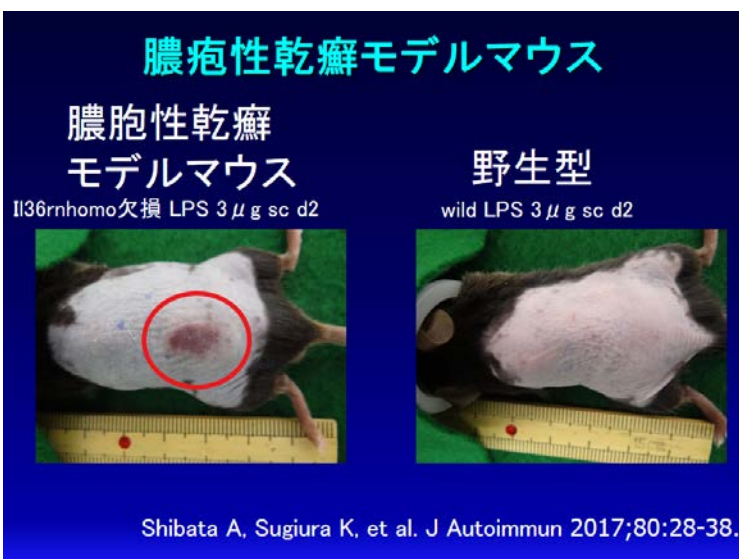 膿疱性乾癬モデルマウス
膿胞性乾癬
モデルマウス
Il36rnhomo欠損 LPS 3μg sc d2
野生型
wild LPS 3μg sc d2
Shibata A, Sugiura K, et al. J Autoimmun 2017;80:28-38.